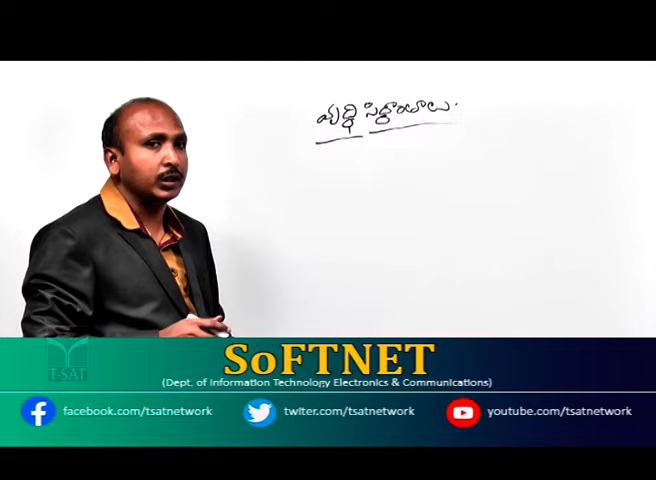 వృద్ధి సిద్ధాంతాలు.
T-SAT
SoFTNET
(Dept. of Information Technology Electronics & Communications)
facebook.com/tsatnetwork
twiter.com/tsatnetwork
youtube.com/tsatnetwork